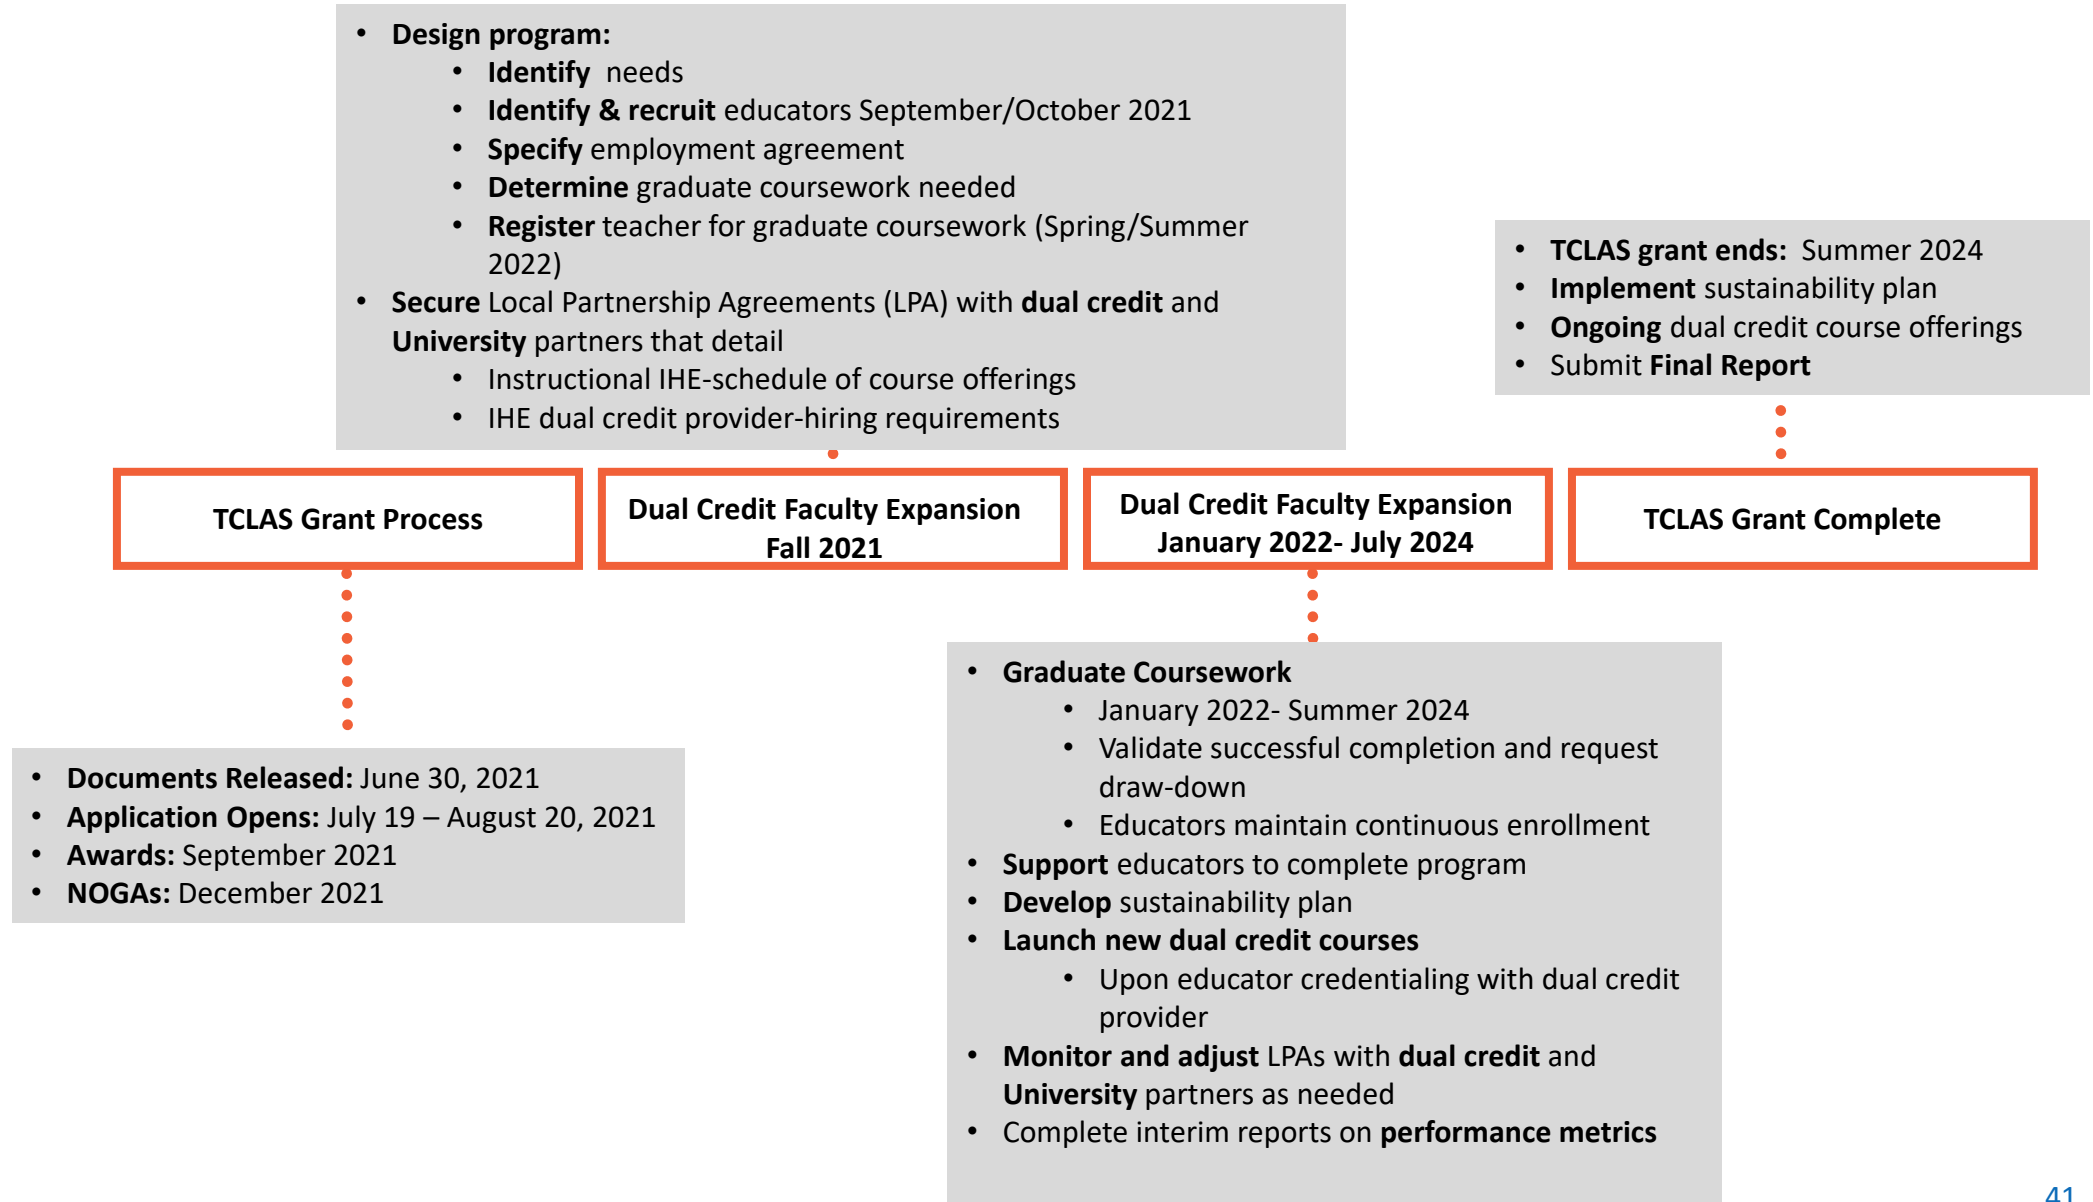 • Design program:
• Identify  needs
• Identify & recruit educators September/October 2021
• Specify employment agreement
• Determine graduate coursework needed
• Register teacher for graduate coursework (Spring/Summer
2022)
• Secure Local Partnership Agreements (LPA) with dual credit and
University partners that detail
• Instructional IHE-schedule of course offerings
• IHE dual credit provider-hiring requirements
• TCLAS grant ends:  Summer 2024
• Implement sustainability plan
• Ongoing dual credit course offerings
• Submit Final Report
TCLAS Grant Process
Dual Credit Faculty Expansion
Fall 2021
Dual Credit Faculty Expansion
January 2022- July 2024
TCLAS Grant Complete
• Documents Released: June 30, 2021
• Application Opens: July 19 – August 20, 2021
• Awards: September 2021
• NOGAs: December 2021
• Graduate Coursework
• January 2022- Summer 2024
• Validate successful completion and request
draw-down
• Educators maintain continuous enrollment
• Support educators to complete program
• Develop sustainability plan
• Launch new dual credit courses
• Upon educator credentialing with dual credit
provider
• Monitor and adjust LPAs with dual credit and
University partners as needed
• Complete interim reports on performance metrics
41